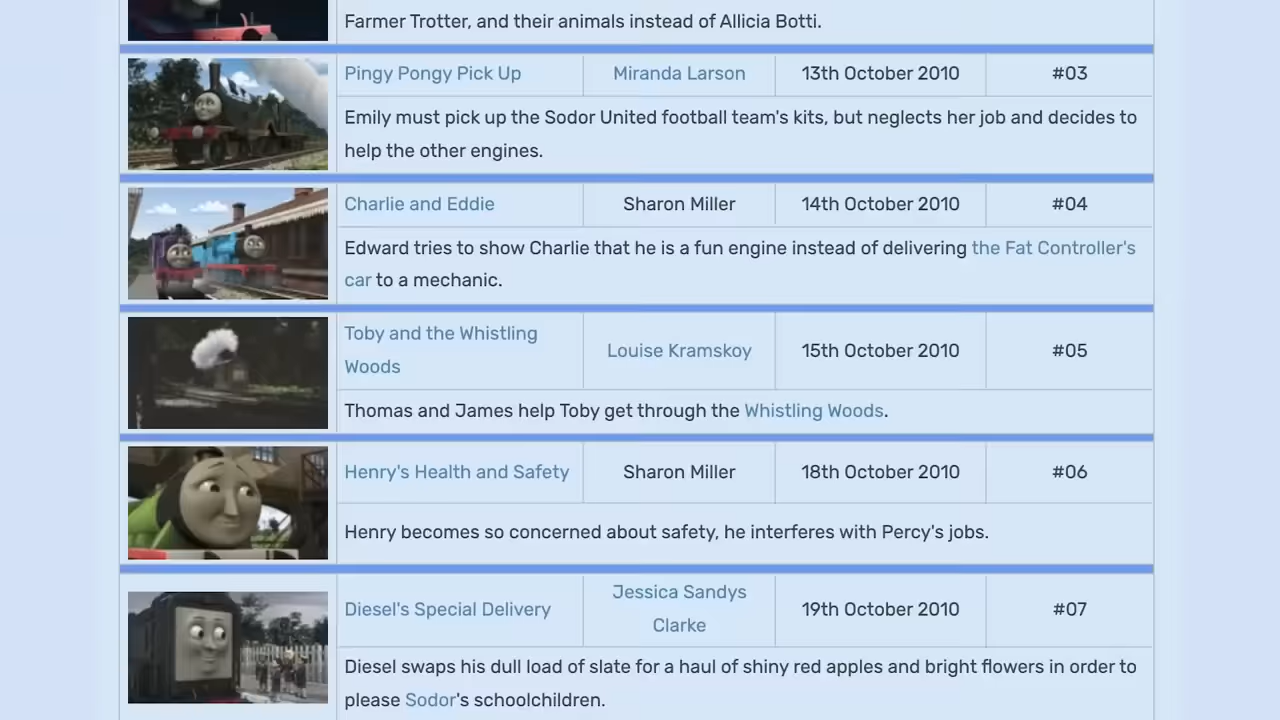 Farmer Trotter, and their animals instead of Allicia Botti.
Pingy Pongy Pick Up
Miranda Larson
13th October 2010
#03
Emily must pick up the Sodor United football team's kits, but neglects her job and decides to
help the other engines.
Charlie and Eddie
Sharon Miller
14th October 2010
#04
Edward tries to show Charlie that he is a fun engine instead of delivering the Fat Controller's
car to a mechanic.
Toby and the Whistling
Woods
Louise Kramskoy
15th October 2010
#05
Thomas and James help Toby get through the Whistling Woods.
Henry's Health and Safety
Sharon Miller
18th October 2010
#06
Henry becomes so concerned about safety, he interferes with Percy's jobs.
Diesel's Special Delivery
Jessica Sandys
Clarke
19th October 2010
#07
Diesel swaps his dull load of slate for a haul of shiny red apples and bright flowers in order to
please Sodor's schoolchildren.